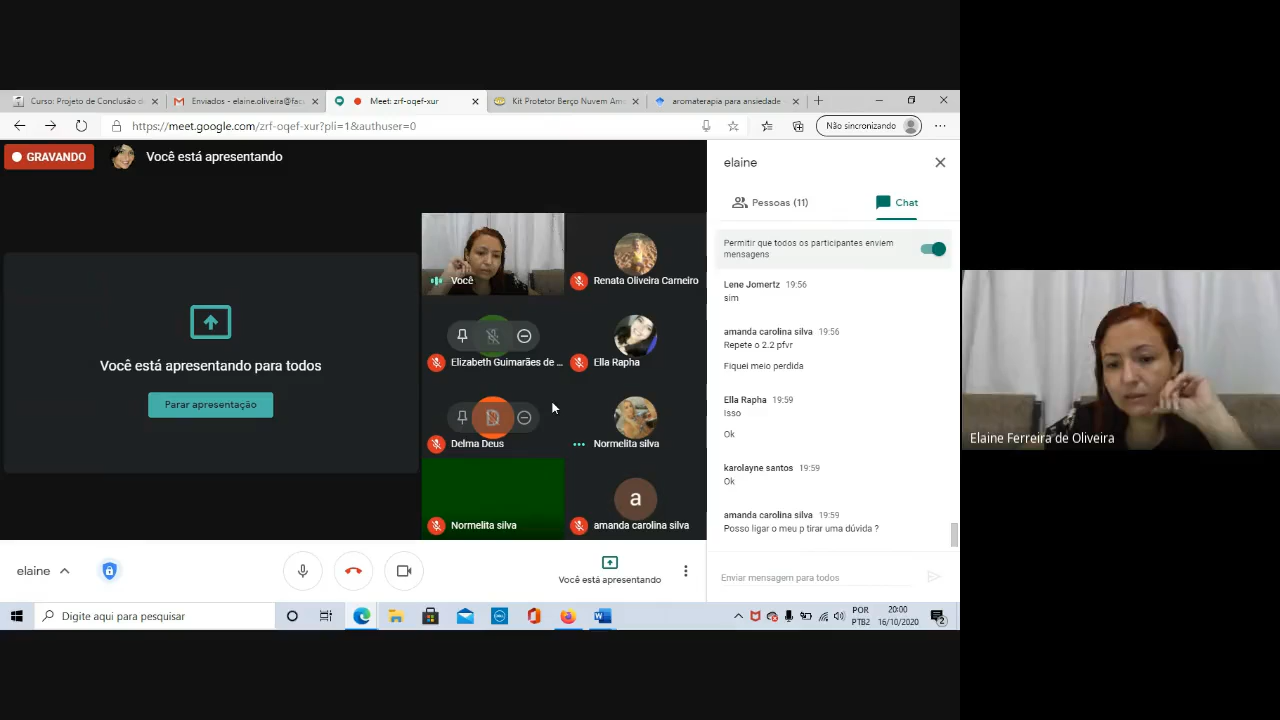 Curso: Projeto de Conclusão d
Enviados - elaine.oliveira@fac
Meet: zrf-oqef-xur
Kit Protetor Berço Nuvem Am
aromaterapia para ansiedade
https://meet.google.com/zrf-oqef-xur?pli=1&authuser=0
Não sincronizando
GRAVANDO
Você está apresentando
Você está apresentando para todos
Parar apresentação
Você
Renata Oliveira Carneiro
Elizabeth Guimarães de ...
Ella Rapha
Delma Deus
Normelita silva
Normelita silva
a
amanda carolina silva
elaine
Pessoas (11)
Chat
Permitir que todos os participantes enviem
mensagens
Lene Jomertz 19:56
sim
amanda carolina silva 19:56
Repete o 2.2 pfvr
Fiquei meio perdida
Ella Rapha 19:59
Isso
Ok
karolayne santos 19:59
Ok
amanda carolina silva 19:59
Posso ligar o meu p tirar uma dúvida ?
Enviar mensagem para todos
elaine
Você está apresentando
Digite aqui para pesquisar
POR
PTB2
20:00
16/10/2020
2
Elaine Ferreira de Oliveira